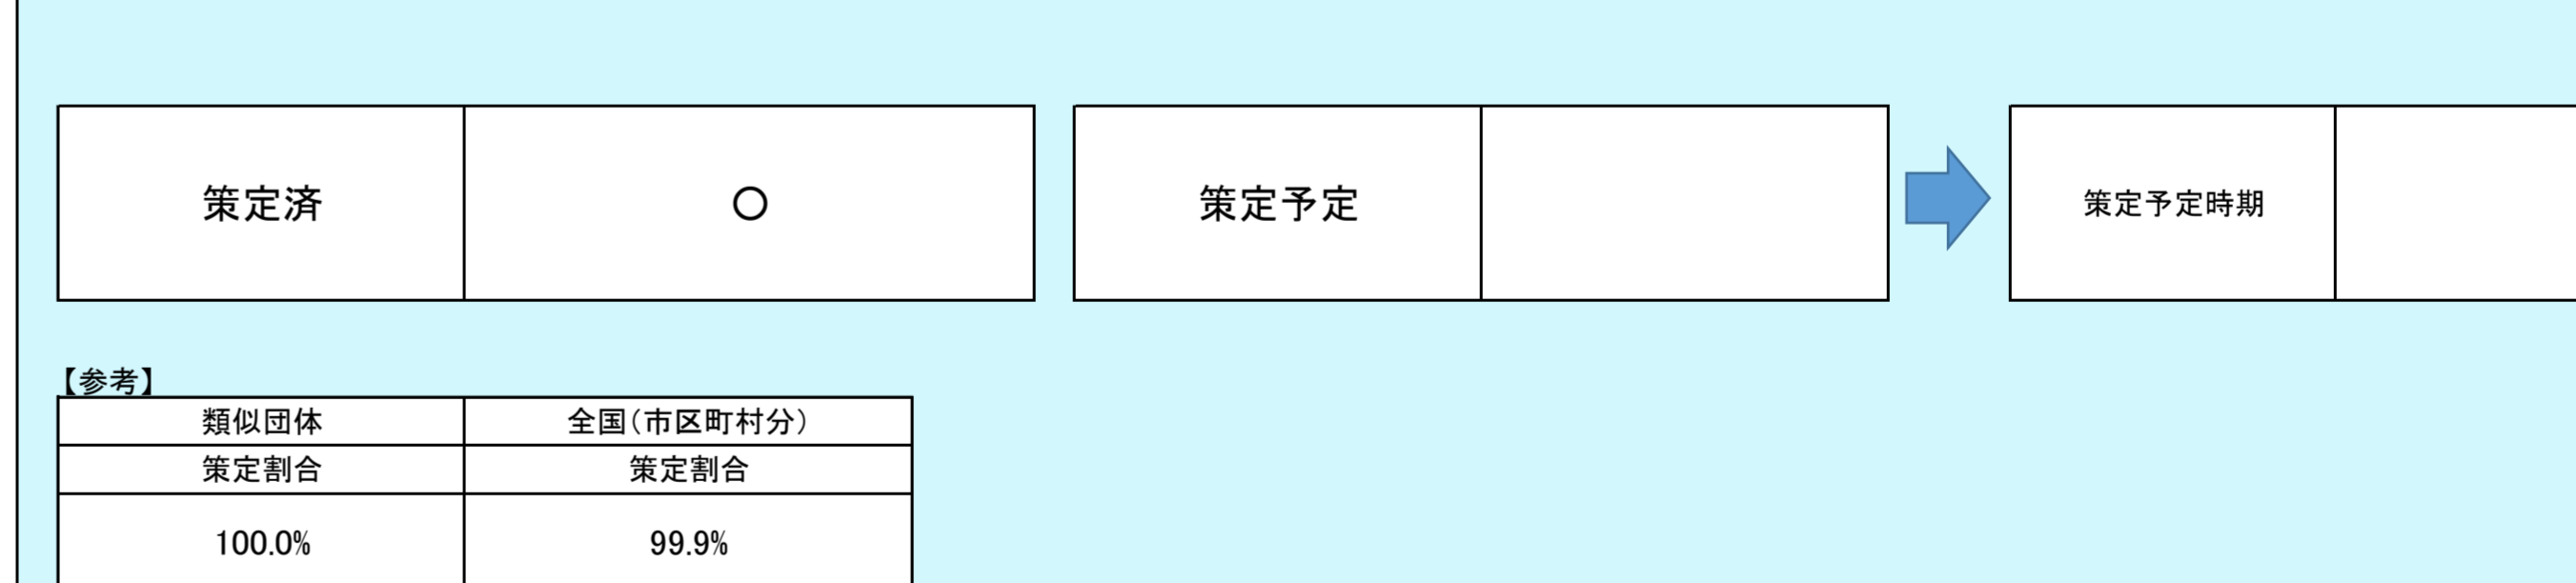 策定済 ○ 策定予定 策定予定時期
【参考】
類似団体 全国(市区町村分)
策定割合 策定割合
100.0% 99.9%